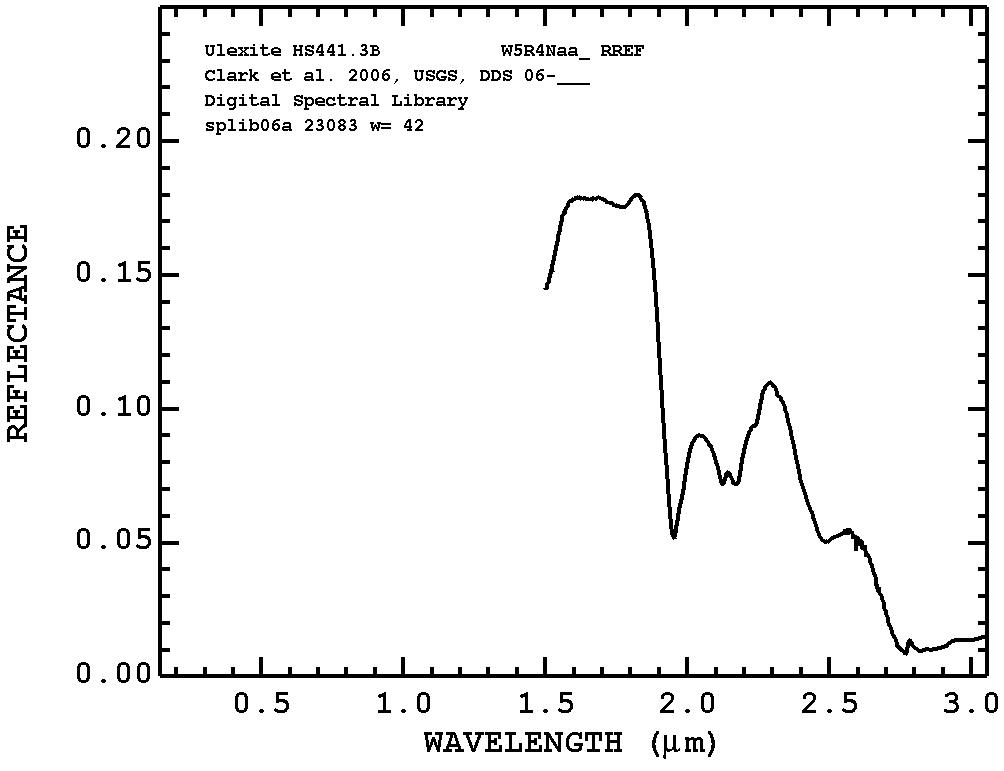 Ulexite HS441.3B W5R4Naa_ RREF
Clark et al. 2006, USGS, DDS 06-___
Digital Spectral Library
splib06a 23083 w= 42
REFLECTANCE
0.20
0.15
0.10
0.05
0.00
0.5 1.0 1.5 2.0 2.5 3.0
WAVELENGTH (μm)